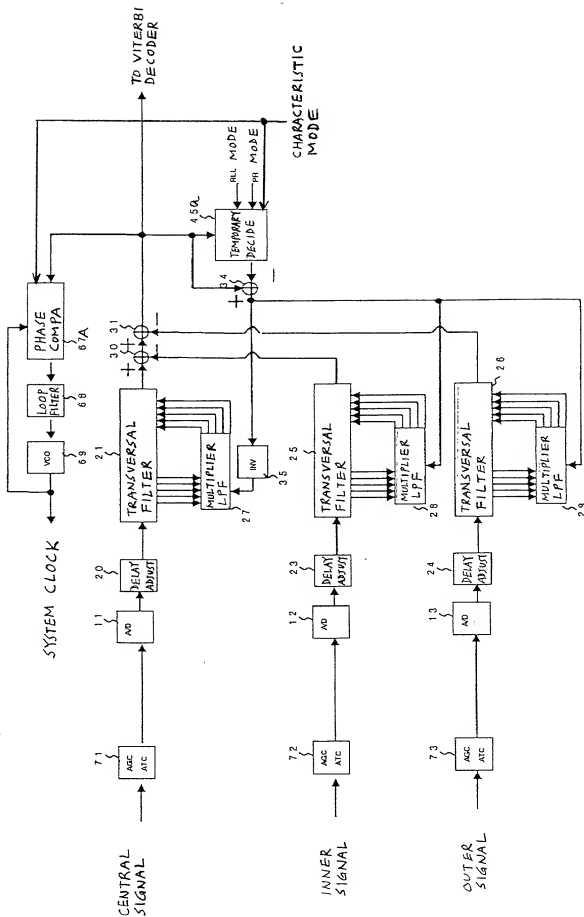 SYSTEM CLOCK
VCO
69
LOOP
FILTER
68
PHASE
COMPA
67A
TO VITERBI
DECODER
CENTRAL
SIGNAL
AGC
ATC
71
A/D
11
DELAY
ADJUST
20
TRANSVERSAL
FILTER
21
MULTIPLIER
LPF
27
30
31
+
+
−
INV
35
34
+
−
TEMPORARY
DECIDE
45a
RLL MODE
PR MODE
CHARACTERISTIC
MODE
INNER
SIGNAL
AGC
ATC
72
A/D
12
DELAY
ADJUST
23
TRANSVERSAL
FILTER
25
MULTIPLIER
LPF
28
OUTER
SIGNAL
AGC
ATC
73
A/D
13
DELAY
ADJUST
24
TRANSVERSAL
FILTER
26
MULTIPLIER
LPF
29